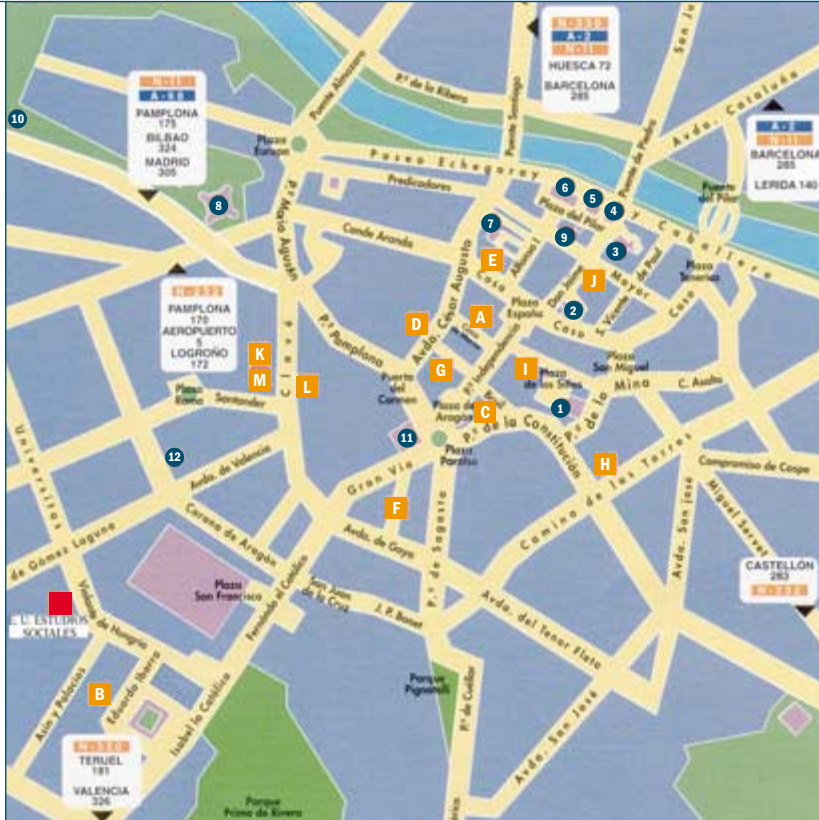 N-330
A-2
N-II
HUESCA 72
BARCELONA
285
N-II
A-68
PAMPLONA
175
BILBAO
324
MADRID
305
A-2
N-II
BARCELONA
285
LERIDA 140
N-232
PAMPLONA
170
AEROPUERTO
5
LOGROÑO
172
CASTELLÓN
283
N-232
N-330
TERUEL
181
VALENCIA
326
Puente Almozara
Pº de la Ribera
Puente Santiago
San Ju
Avda. Cataluña
Puente de Piedra
Puente
del Pilar
Plaza
Europa
Paseo Echegaray
y Caballero
Predicadores
Plaza del Pilar
Pº María Agustín
Conde Aranda
Avda. César Augusto
Coso
Alfonso I
Don Jaime
Mayor
S. Vicente de Paul
Plaza
Tenerías
Coso
Plaza
España
Coso
Pº Pamplona
Pº Independencia
Plaza
San Miguel
Plaza
de los Sitios
Mina
C. Asalto
Pº de la
Puerta
del
Carmen
Plaza de
Aragón
Pº de la Constitución
Plaza
Paraíso
Plaza
Roma
Santander
Avda. de Valencia
Gran Vía
Camino de las Torres
Compromiso de Caspe
Miguel Servet
Avda. San José
Universitas
de Gómez Laguna
Corona de Aragón
Avda. de Goya
Pº de Sagasta
Plaza
San Francisco
Fernando el Católico
San Juan
de la Cruz
J. P. Bonet
Avda. del Tenor Fleta
E. U. ESTUDIOS
SOCIALES
Violante de Hungría
Asín y Palacios
Eduardo Ibarra
Isabel la Católica
Parque
Pignatelli
Pº de Cuéllar
Avda. San José
Parque
Primo de Rivera
1
2
3
4
5
6
7
8
9
10
11
12
A
B
C
D
E
F
G
H
I
J
K
L
M